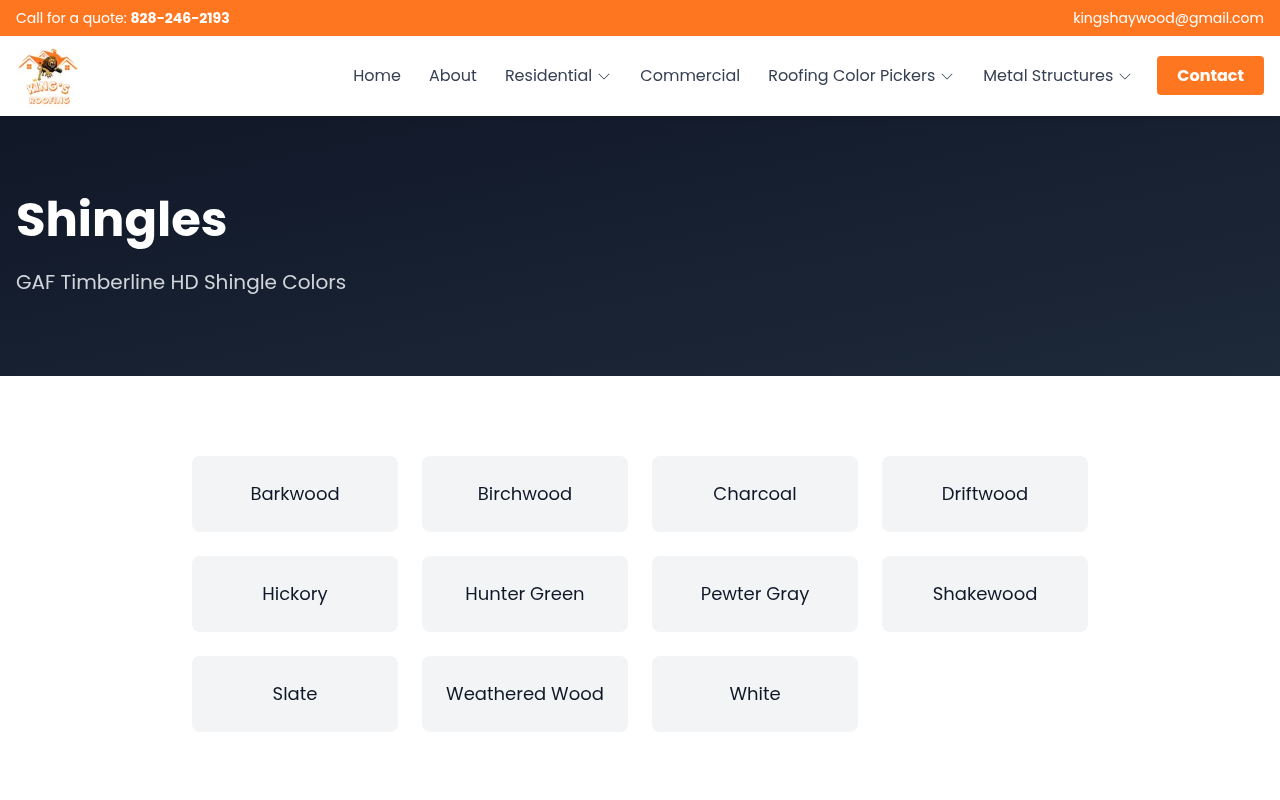 Call for a quote: 828-246-2193
kingshaywood@gmail.com
KING'S
ROOFING
Home
About
Residential
Commercial
Roofing Color Pickers
Metal Structures
Contact
Shingles
GAF Timberline HD Shingle Colors
Barkwood
Birchwood
Charcoal
Driftwood
Hickory
Hunter Green
Pewter Gray
Shakewood
Slate
Weathered Wood
White